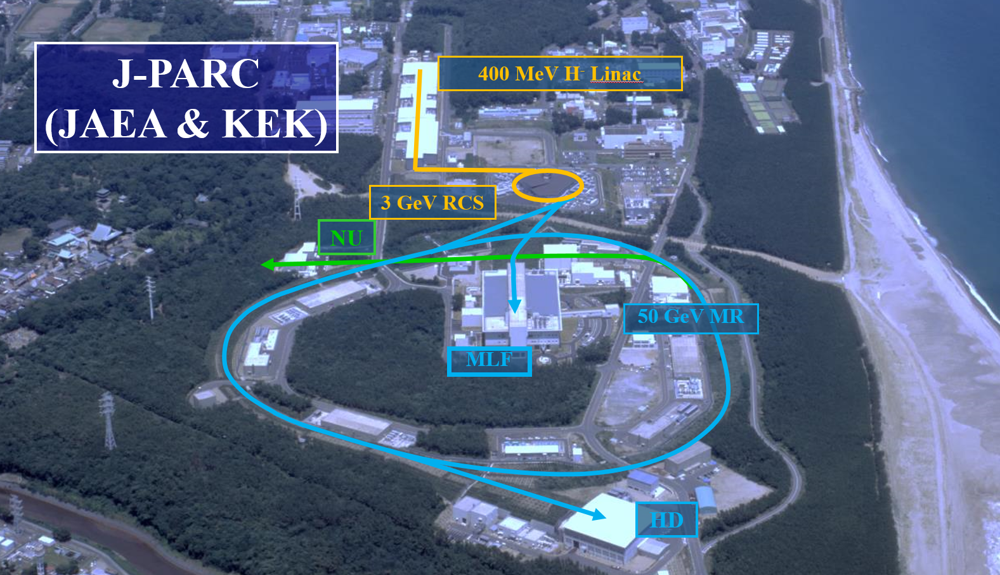 J-PARC
(JAEA & KEK)
400 MeV H- Linac
3 GeV RCS
NU
50 GeV MR
MLF
HD